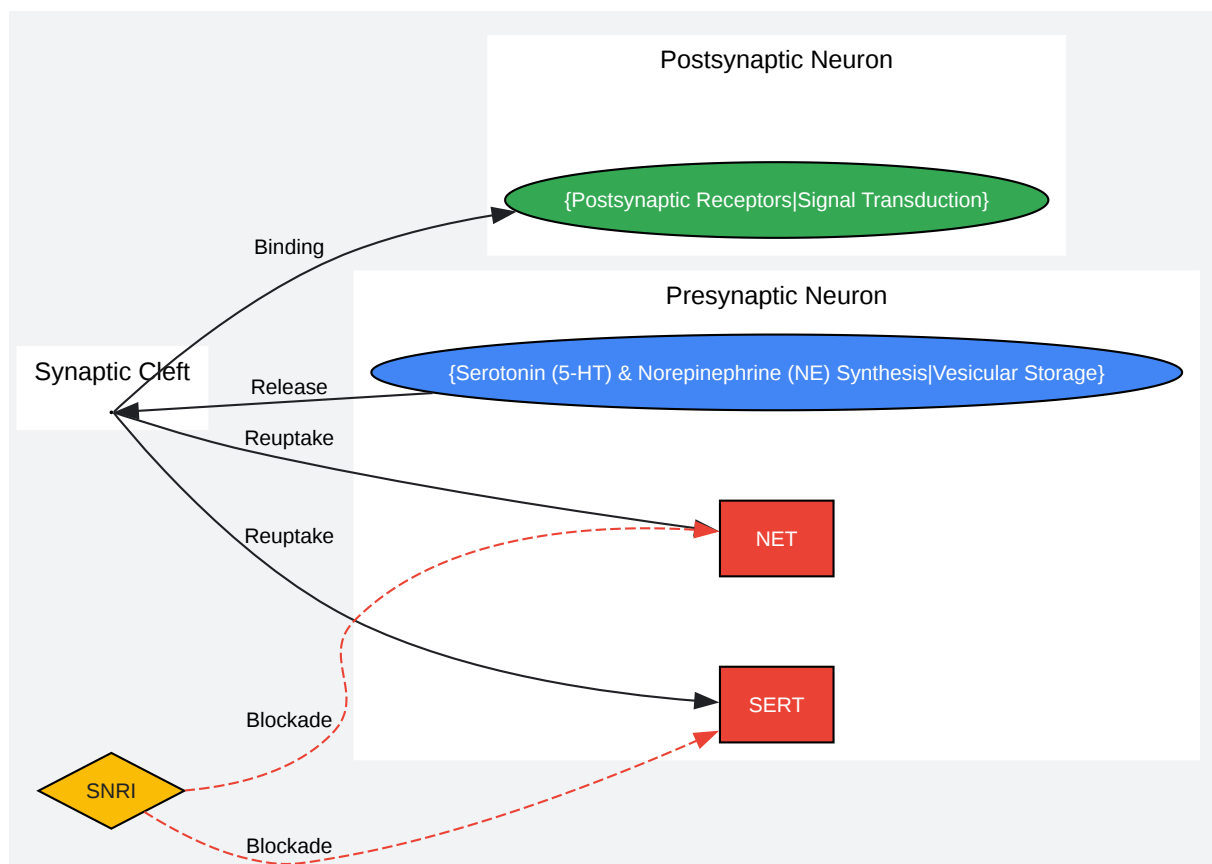 Postsynaptic Neuron
{Postsynaptic Receptors|Signal Transduction}
Binding
Presynaptic Neuron
Synaptic Cleft
{Serotonin (5-HT) & Norepinephrine (NE) Synthesis|Vesicular Storage}
Release
Reuptake
Reuptake
NET
SERT
Blockade
SNRI
Blockade